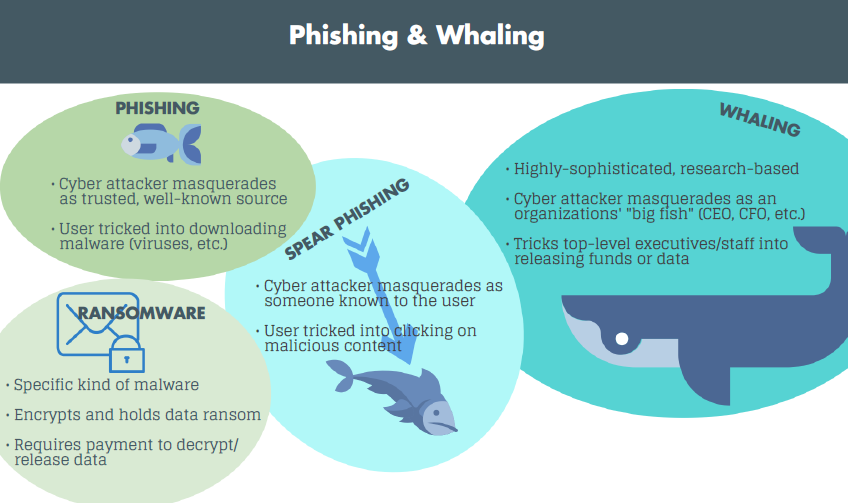 Phishing & Whaling
PHISHING
• Cyber attacker masquerades
as trusted, well-known source
• User tricked into downloading
malware (viruses, etc.)
RANSOMWARE
• Specific kind of malware
• Encrypts and holds data ransom
• Requires payment to decrypt/
release data
SPEAR PHISHING
• Cyber attacker masquerades as
someone known to the user
• User tricked into clicking on
malicious content
WHALING
• Highly-sophisticated, research-based
• Cyber attacker masquerades as an
organizations' "big fish" (CEO, CFO, etc.)
• Tricks top-level executives/staff into
releasing funds or data